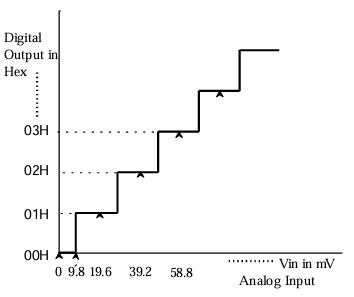 Digital
Output in
Hex
03H
02H
01H
00H
0 9.8 19.6 39.2 58.8
Vin in mV
Analog Input